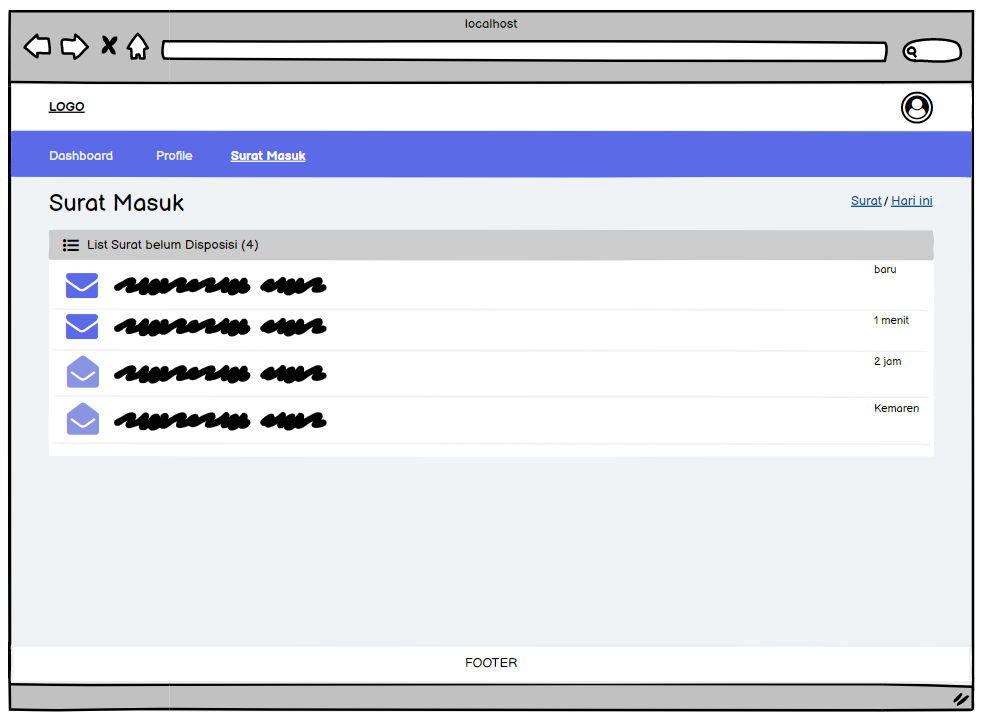 localhost
LOGO
Dashboard Profile Surat Masuk
Surat Masuk
Surat / Hari ini
List Surat belum Disposisi (4)
baru
1 menit
2 jam
Kemaren
FOOTER